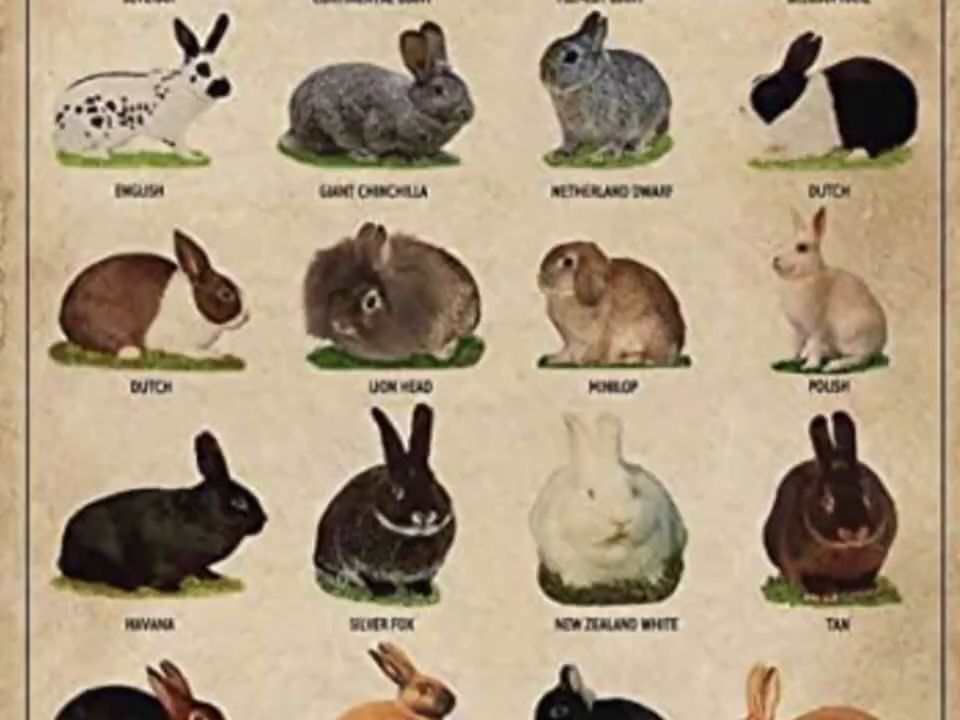 ENGLISH
GIANT CHINCHILLA
NETHERLAND DWARF
DUTCH
DUTCH
LION HEAD
MINILOP
POLISH
HAVANA
SILVER FOX
NEW ZEALAND WHITE
TAN